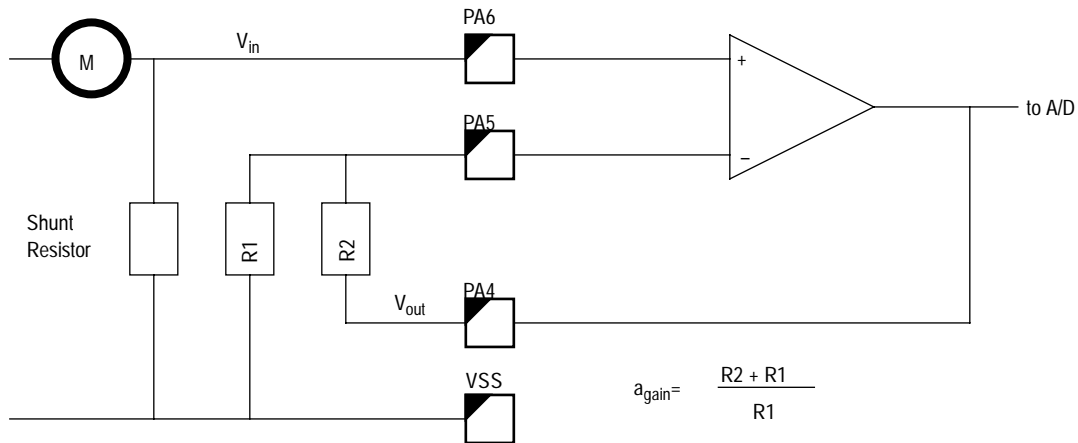 PA6
V_in
M
+
to A/D
PA5
−
Shunt
Resistor
R1
R2
PA4
V_out
VSS
a_gain= R2 + R1
R1